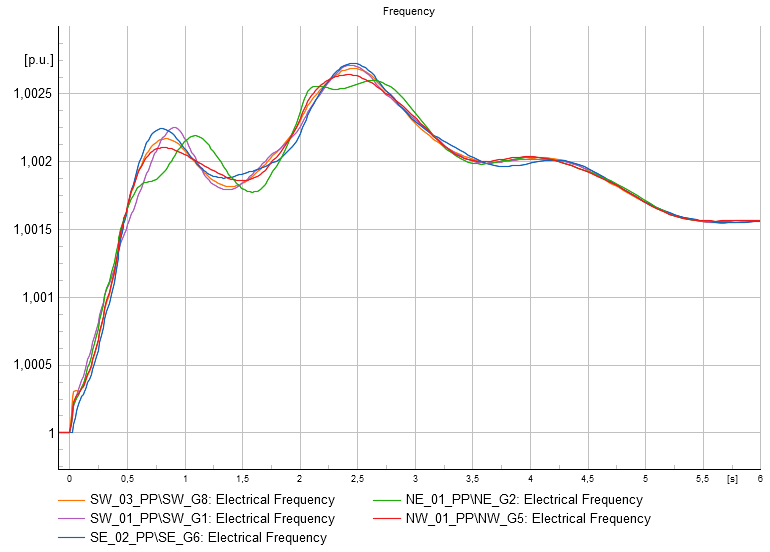 Frequency
[p.u.]
1,0025
1,002
1,0015
1,001
1,0005
1
0 0,5 1 1,5 2 2,5 3 3,5 4 4,5 5 5,5 [s] 6
SW_03_PP\SW_G8: Electrical Frequency NE_01_PP\NE_G2: Electrical Frequency
SW_01_PP\SW_G1: Electrical Frequency NW_01_PP\NW_G5: Electrical Frequency
SE_02_PP\SE_G6: Electrical Frequency